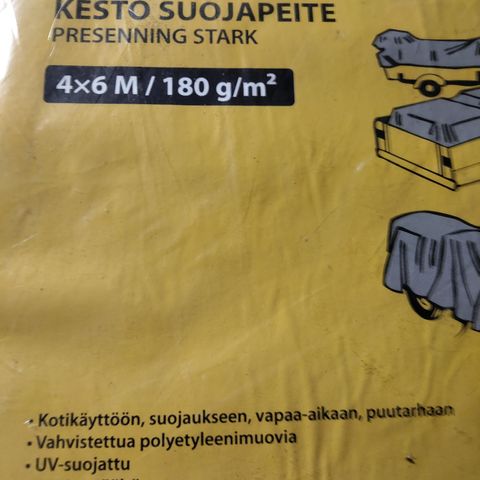 KESTO SUOJAPEITE
PRESENNING STARK
4×6 M / 180 g/m²
• Kotikäyttöön, suojaukseen, vapaa-aikaan, puutarhaan
• Vahvistettua polyetyleenimuovia
• UV-suojattu